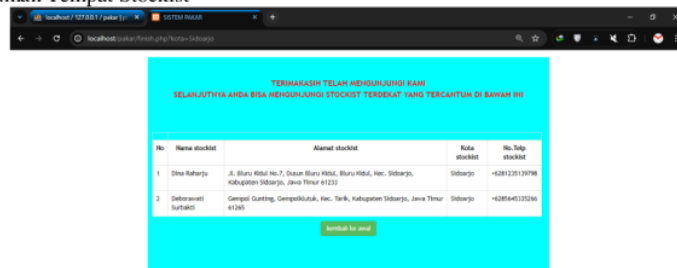 Tempat Stockist
localhost / 127.0.0.1 / pakar | p
SISTEM PAKAR
localhost/pakar/finish.php?kota=Sidoarjo
TERIMAKASIH TELAH MENGUNJUNGI KAMI
SELANJUTNYA ANDA BISA MENGUNJUNGI STOCKIST TERDEKAT YANG TERCANTUM DI BAWAH INI
No Nama stockist Alamat stockist Kota stockist No.Telp stockist
1 Dina Raharju Jl. Bluru Kidul No.7, Dusun Bluru Kidul, Bluru Kidul, Kec. Sidoarjo, Kabupaten Sidoarjo, Jawa Timur 61233 Sidoarjo +6281235139798
2 Deborawati Surbakti Gempol Gunting, Gempolklutuk, Kec. Tarik, Kabupaten Sidoarjo, Jawa Timur 61265 Sidoarjo +6285645335266
kembali ke awal